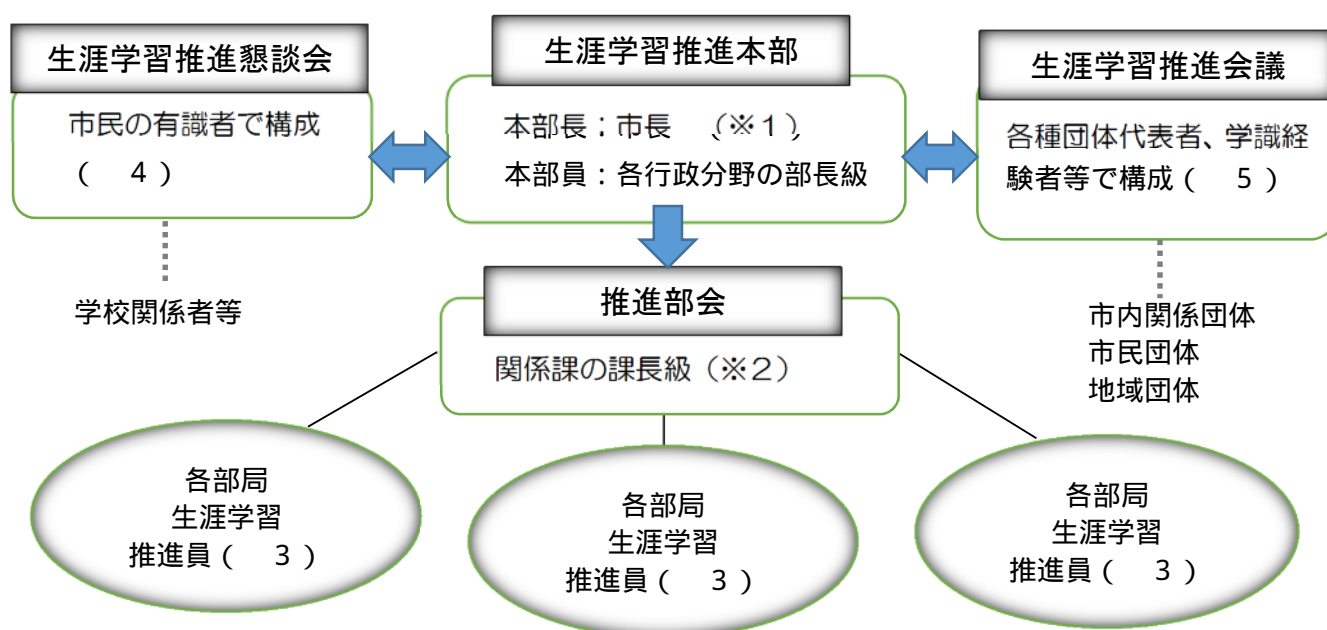 生涯学習推進懇談会
市民の有識者で構成
(　4)
学校関係者等
生涯学習推進本部
本部長：市長　(※1)
本部員：各行政分野の部長級
生涯学習推進会議
各種団体代表者、学識経
験者等で構成(　5)
市内関係団体
市民団体
地域団体
推進部会
関係課の課長級(※2)
各部局
生涯学習
推進員(　3)
各部局
生涯学習
推進員(　3)
各部局
生涯学習
推進員(　3)